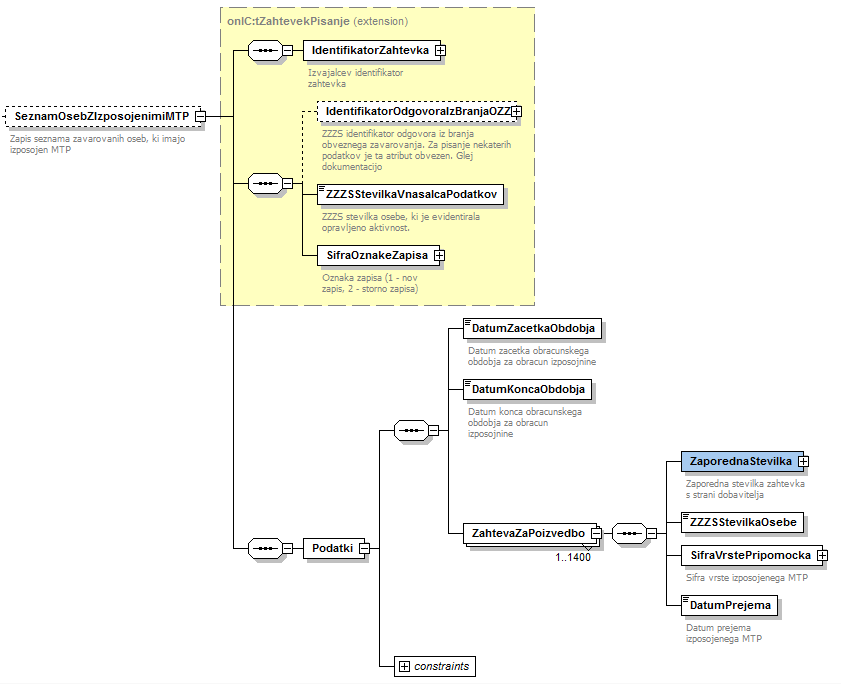 onIC:tZahtevekPisanje (extension)
IdentifikatorZahtevka
Izvajalcev identifikator
zahtevka
SeznamOsebZIzposojenimiMTP
Zapis seznama zavarovanih oseb, ki imajo
izposojen MTP
IdentifikatorOdgovoraIzBranjaOZZ
ZZZS identifikator odgovora iz branja
obveznega zavarovanja. Za pisanje nekaterih
podatkov je ta atribut obvezen. Glej
dokumentacijo
ZZZSStevilkaVnasalcaPodatkov
ZZZS stevilka osebe, ki je evidentirala
opravljeno aktivnost.
SifraOznakeZapisa
Oznaka zapisa (1 - nov
zapis, 2 - storno zapisa)
DatumZacetkaObdobja
Datum zacetka obracunskega
obdobja za obracun izposojnine
DatumKoncaObdobja
Datum konca obracunskega
obdobja za obracun
izposojnine
ZaporednaStevilka
Zaporedna stevilka zahtevka
s strani dobavitelja
ZZZSStevilkaOsebe
ZahtevaZaPoizvedbo
1..1400
Podatki
SifraVrstePripomocka
Sifra vrste izposojenega MTP
DatumPrejema
Datum prejema
izposojenega MTP
constraints